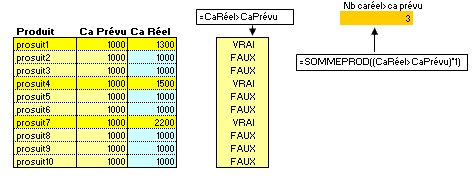 Nb caréel> ca prévu
3
=CaRéel>CaPrévu
=SOMMEPROD((CaRéel>CaPrévu)*1)
Produit Ca Prévu Ca Réel
prosuit1 1000 1300 VRAI
prosuit2 1000 1000 FAUX
prosuit3 1000 1000 FAUX
prosuit4 1000 1500 VRAI
prosuit5 1000 1000 FAUX
prosuit6 1000 1000 FAUX
prosuit7 1000 2200 VRAI
prosuit8 1000 1000 FAUX
prosuit9 1000 1000 FAUX
prosuit10 1000 1000 FAUX